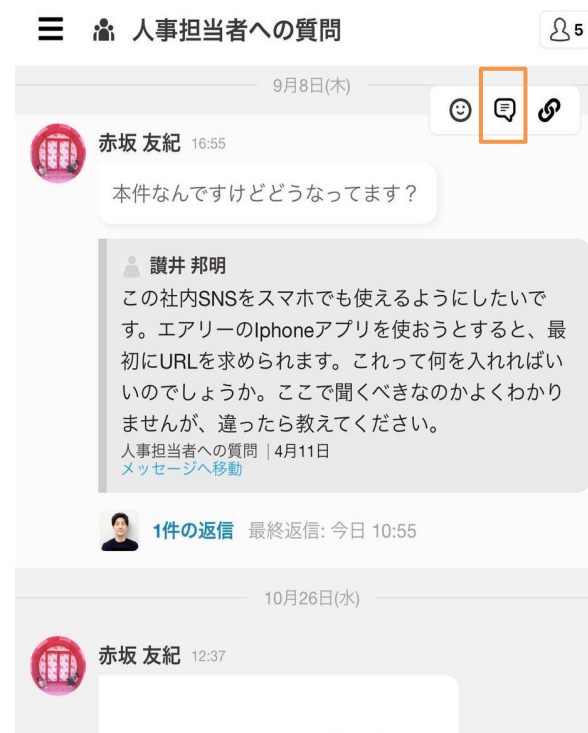 人事担当者への質問
5
9月8日(木)
赤坂 友紀 16:55
本件なんですけどどうなってます？
讃井 邦明
この社内SNSをスマホでも使えるようにしたいで
す。エアリーのIphoneアプリを使おうとすると、最
初にURLを求められます。これって何を入れればい
いのでしょうか。ここで聞くべきなのかよくわかり
ませんが、違ったら教えてください。
人事担当者への質問 | 4月11日
メッセージへ移動
1件の返信 最終返信: 今日 10:55
10月26日(水)
赤坂 友紀 12:37